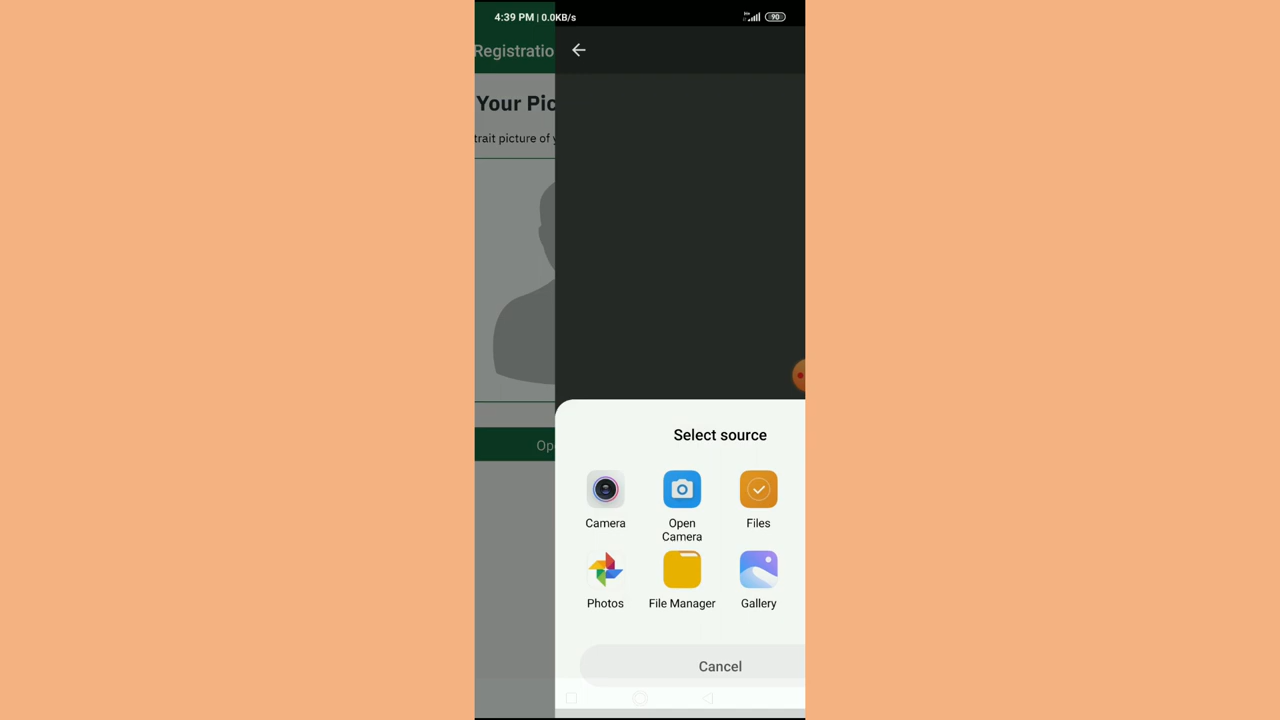 4:39 PM | 0.0KB/s
90
Registratio
Your Pic
trait picture of y
Op
Select source
Camera
Open
Camera
Files
Photos
File Manager
Gallery
Cancel